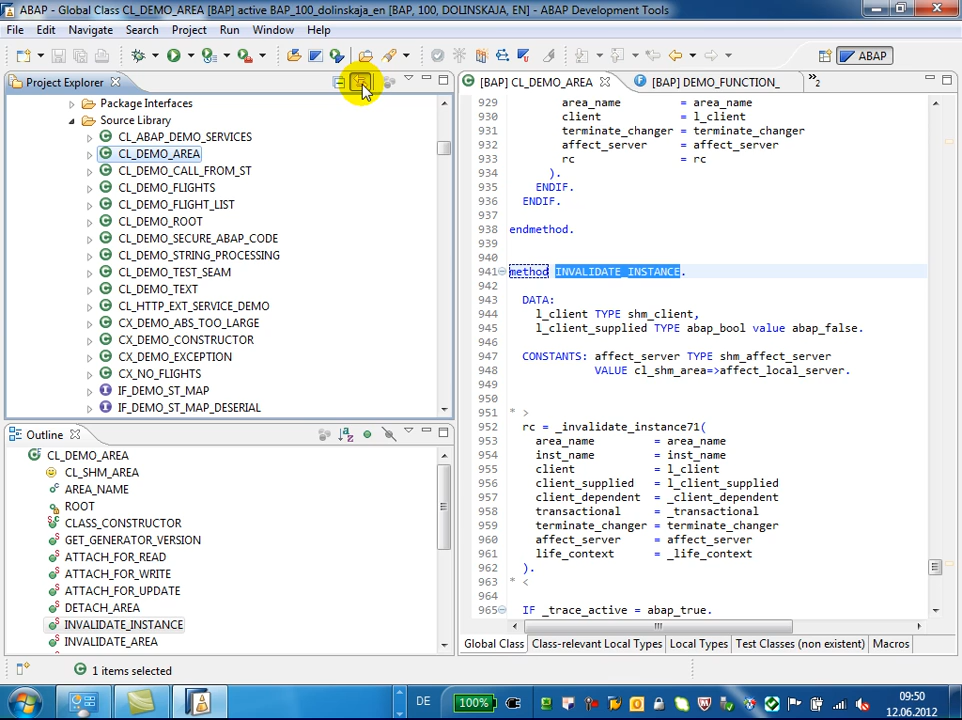 ABAP - Global Class CL_DEMO_AREA [BAP] active BAP_100_dolinskaja_en [BAP, 100, DOLINSKAJA, EN] - ABAP Development Tools
File Edit Navigate Search Project Run Window Help
ABAP
Project Explorer
Package Interfaces
Source Library
CL_ABAP_DEMO_SERVICES
CL_DEMO_AREA
CL_DEMO_CALL_FROM_ST
CL_DEMO_FLIGHTS
CL_DEMO_FLIGHT_LIST
CL_DEMO_ROOT
CL_DEMO_SECURE_ABAP_CODE
CL_DEMO_STRING_PROCESSING
CL_DEMO_TEST_SEAM
CL_DEMO_TEXT
CL_HTTP_EXT_SERVICE_DEMO
CX_DEMO_ABS_TOO_LARGE
CX_DEMO_CONSTRUCTOR
CX_DEMO_EXCEPTION
CX_NO_FLIGHTS
IF_DEMO_ST_MAP
IF_DEMO_ST_MAP_DESERIAL
Outline
CL_DEMO_AREA
CL_SHM_AREA
AREA_NAME
ROOT
CLASS_CONSTRUCTOR
GET_GENERATOR_VERSION
ATTACH_FOR_READ
ATTACH_FOR_WRITE
ATTACH_FOR_UPDATE
DETACH_AREA
INVALIDATE_INSTANCE
INVALIDATE_AREA
[BAP] CL_DEMO_AREA [BAP] DEMO_FUNCTION_ »2
929 area_name = area_name
930 client = l_client
931 terminate_changer = terminate_changer
932 affect_server = affect_server
933 rc = rc
934 ).
935 ENDIF.
936 ENDIF.
937
938 endmethod.
939
940
941 method INVALIDATE_INSTANCE.
942
943 DATA:
944 l_client TYPE shm_client,
945 l_client_supplied TYPE abap_bool value abap_false.
946
947 CONSTANTS: affect_server TYPE shm_affect_server
948 VALUE cl_shm_area=>affect_local_server.
949
950
951 * >
952 rc = _invalidate_instance71(
953 area_name = area_name
954 inst_name = inst_name
955 client = l_client
956 client_supplied = l_client_supplied
957 client_dependent = _client_dependent
958 transactional = _transactional
959 terminate_changer = terminate_changer
960 affect_server = affect_server
961 life_context = _life_context
962 ).
963 * <
964
965 IF _trace_active = abap_true.
Global Class Class-relevant Local Types Local Types Test Classes (non existent) Macros
1 items selected
DE
100%
09:50
12.06.2012